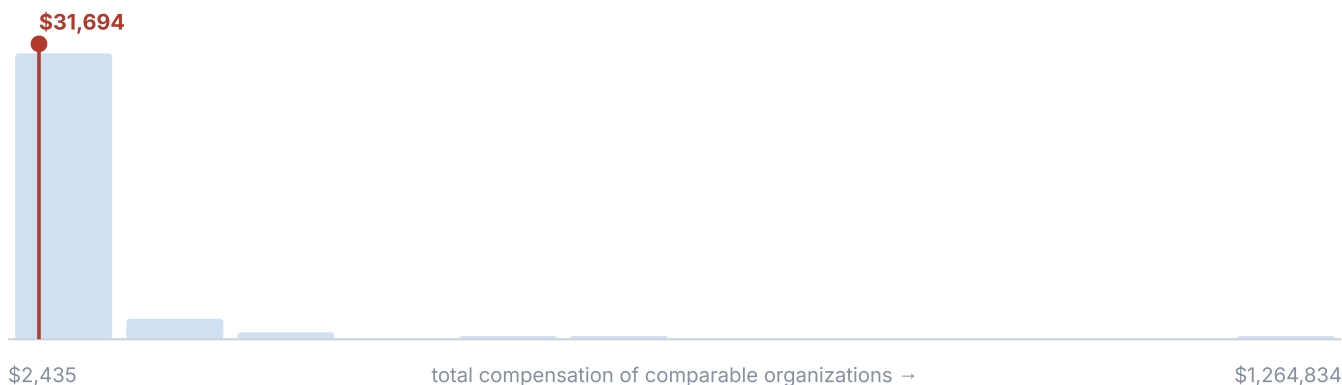 $31,694
$2,435 total compensation of comparable organizations → $1,264,834